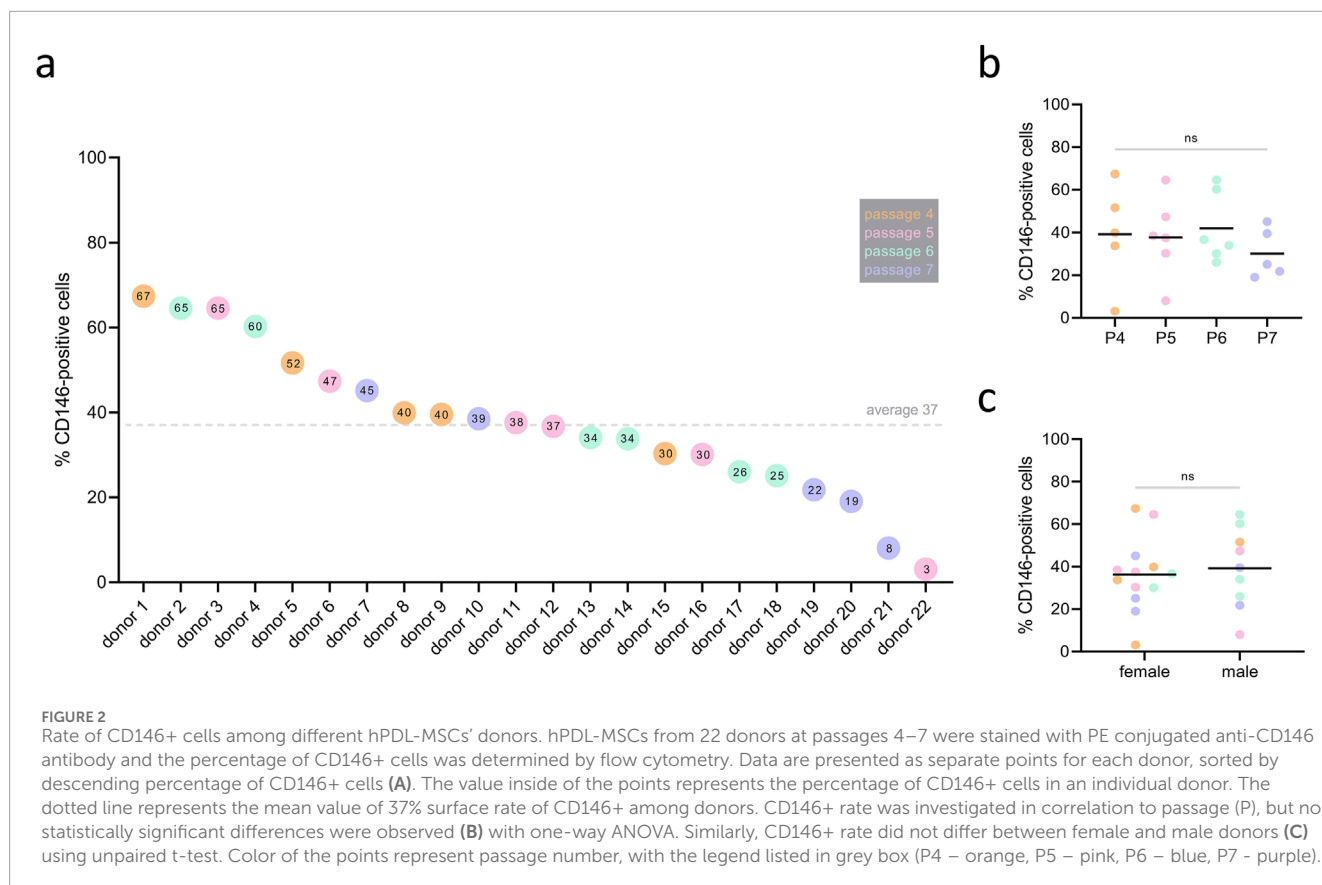 a
% CD146-positive cells
100
80
60
40
20
0
passage 4
passage 5
passage 6
passage 7
average 37
67
65
65
60
52
47
45
40
40
39
38
37
34
34
30
30
26
25
22
19
8
3
donor 1
donor 2
donor 3
donor 4
donor 5
donor 6
donor 7
donor 8
donor 9
donor 10
donor 11
donor 12
donor 13
donor 14
donor 15
donor 16
donor 17
donor 18
donor 19
donor 20
donor 21
donor 22
b
% CD146-positive cells
100
80
60
40
20
0
ns
P4
P5
P6
P7
c
% CD146-positive cells
100
80
60
40
20
0
ns
female
male
FIGURE 2
Rate of CD146+ cells among different hPDL-MSCs' donors. hPDL-MSCs from 22 donors at passages 4–7 were stained with PE conjugated anti-CD146
antibody and the percentage of CD146+ cells was determined by flow cytometry. Data are presented as separate points for each donor, sorted by
descending percentage of CD146+ cells (A). The value inside of the points represents the percentage of CD146+ cells in an individual donor. The
dotted line represents the mean value of 37% surface rate of CD146+ among donors. CD146+ rate was investigated in correlation to passage (P), but no
statistically significant differences were observed (B) with one-way ANOVA. Similarly, CD146+ rate did not differ between female and male donors (C)
using unpaired t-test. Color of the points represent passage number, with the legend listed in grey box (P4 – orange, P5 – pink, P6 – blue, P7 - purple).